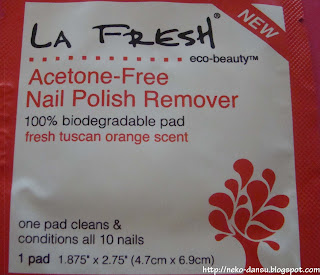 NEW
LA FRESH®
eco-beauty™
Acetone-Free
Nail Polish Remover
100% biodegradable pad
fresh tuscan orange scent
one pad cleans &
conditions all 10 nails
1 pad 1.875" x 2.75" (4.7cm x 6.9cm)
http://neko-dansu.blogspot.com